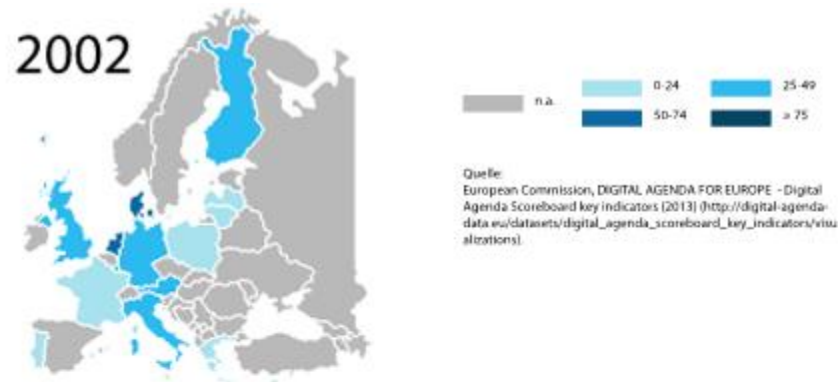 2002
n.a.
0-24
25-49
50-74
≥ 75
Quelle:
European Commission, DIGITAL AGENDA FOR EUROPE - Digital
Agenda Scoreboard key indicators (2013) (http://digital-agenda-
data.eu/datasets/digital_agenda_scoreboard_key_indicators/visu
alizations).